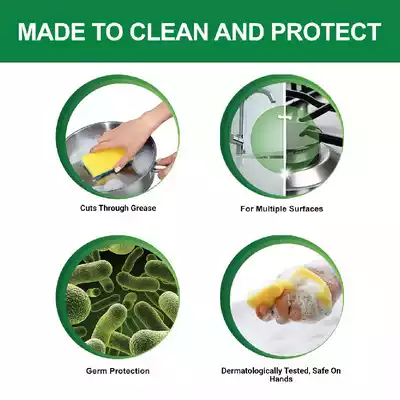 MADE TO CLEAN AND PROTECT
Cuts Through Grease
For Multiple Surfaces
Germ Protection
Dermatologically Tested, Safe On
Hands